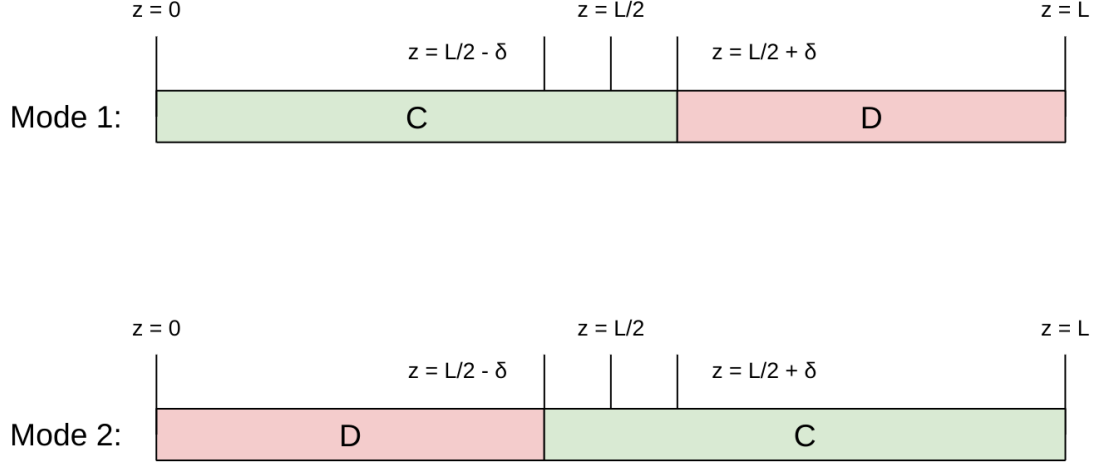 z = 0 z = L/2 z = L
z = L/2 - δ z = L/2 + δ
Mode 1: C D
z = 0 z = L/2 z = L
z = L/2 - δ z = L/2 + δ
Mode 2: D C